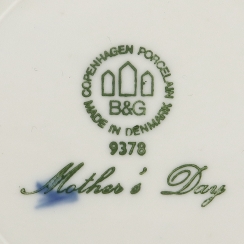 COPENHAGEN PORCELAIN
B&G
MADE IN DENMARK
9378
Mother's Day